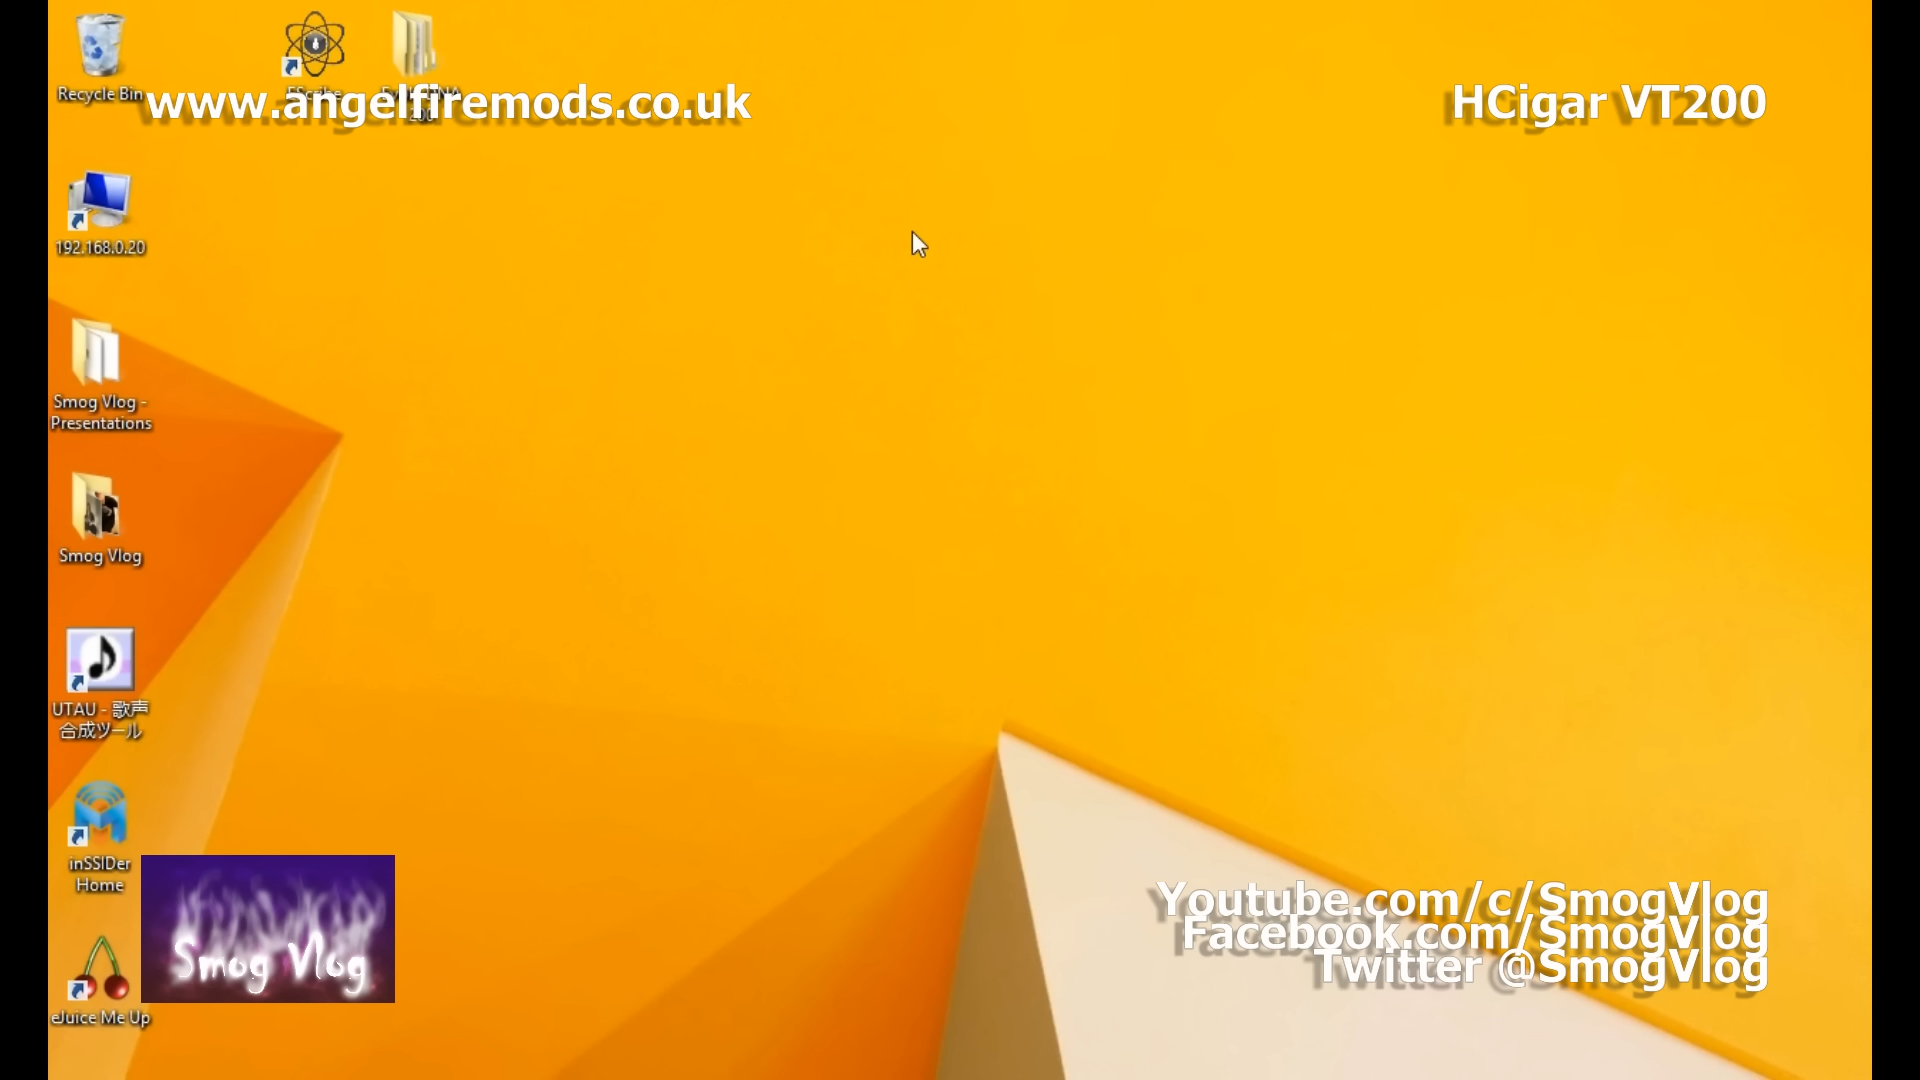 Recycle Bin
EScribe
200
www.angelfiremods.co.uk
HCigar VT200
192.168.0.20
Smog Vlog -
Presentations
Smog Vlog
UTAU - 歌声
合成ツール
inSSIDer
Home
eJuice Me Up
Smog Vlog
Youtube.com/c/SmogVlog
Facebook.com/SmogVlog
Twitter @SmogVlog